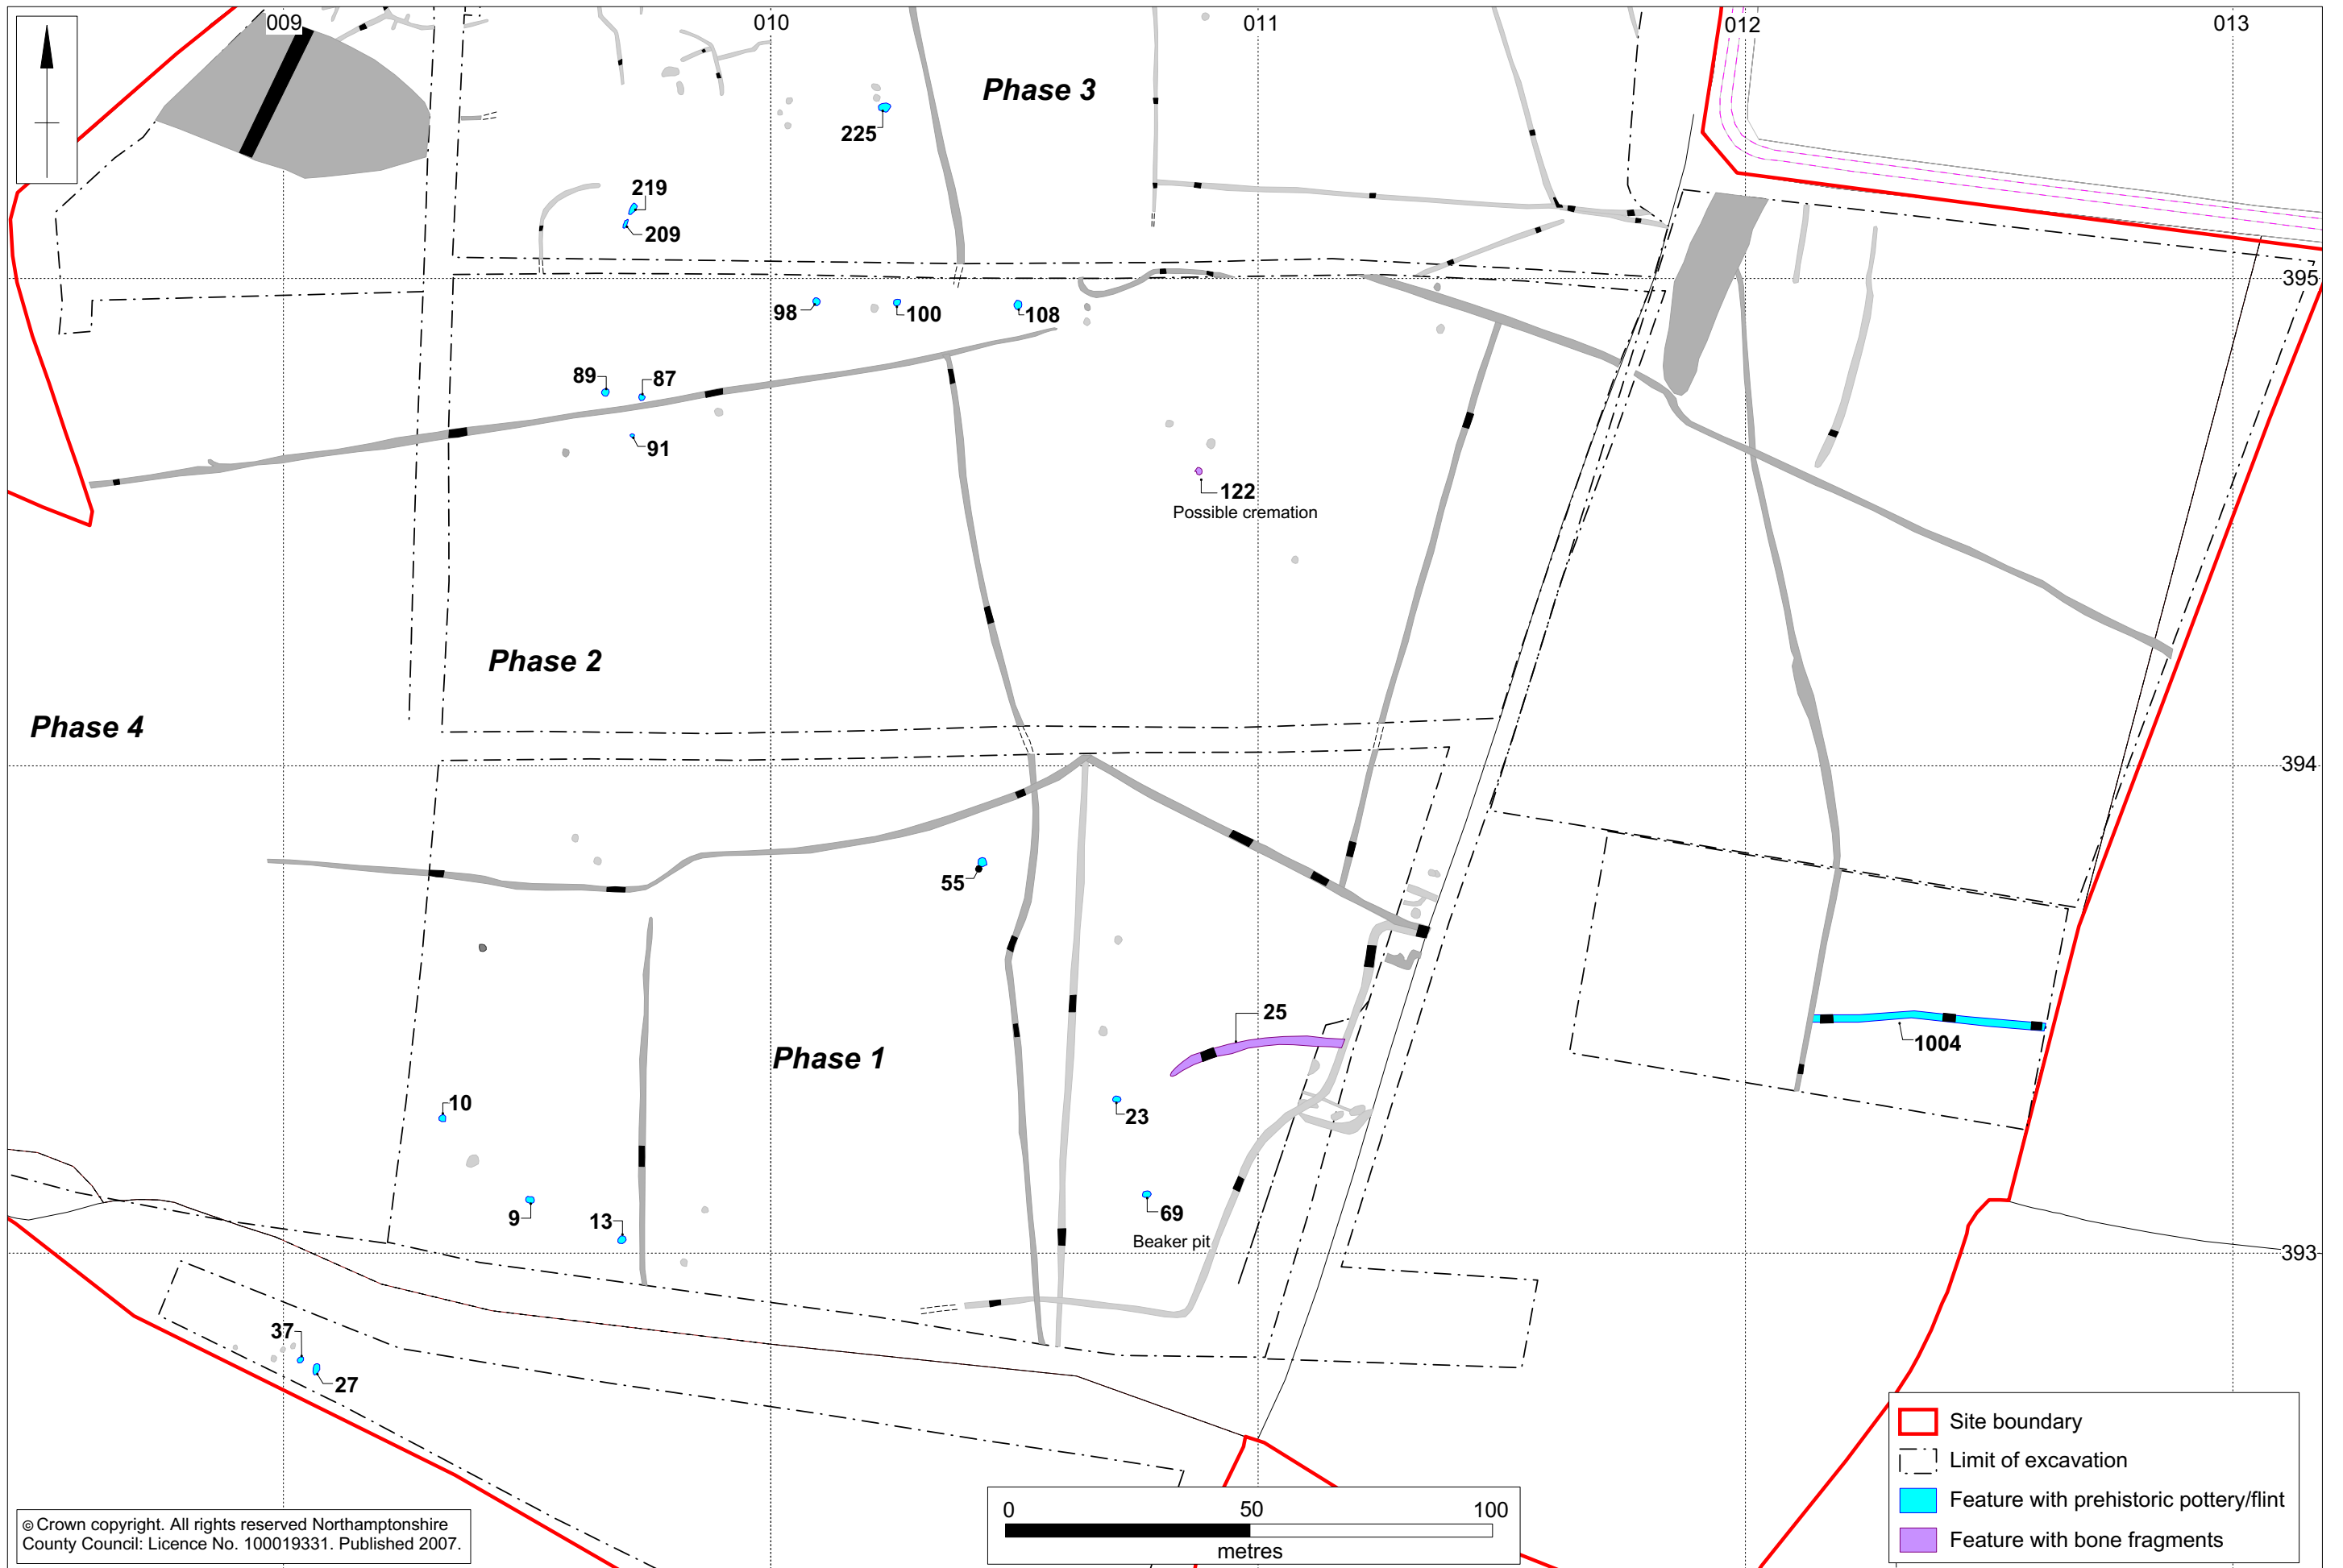 009
010
011
012
013
Phase 3
225
219
209
395
98
100
108
89
87
91
122
Possible cremation
Phase 2
Phase 4
394
55
25
1004
Phase 1
10
23
9
13
69
Beaker pit
393
37
27
Site boundary
Limit of excavation
Feature with prehistoric pottery/flint
Feature with bone fragments
0 50 100
metres
© Crown copyright. All rights reserved Northamptonshire
County Council: Licence No. 100019331. Published 2007.